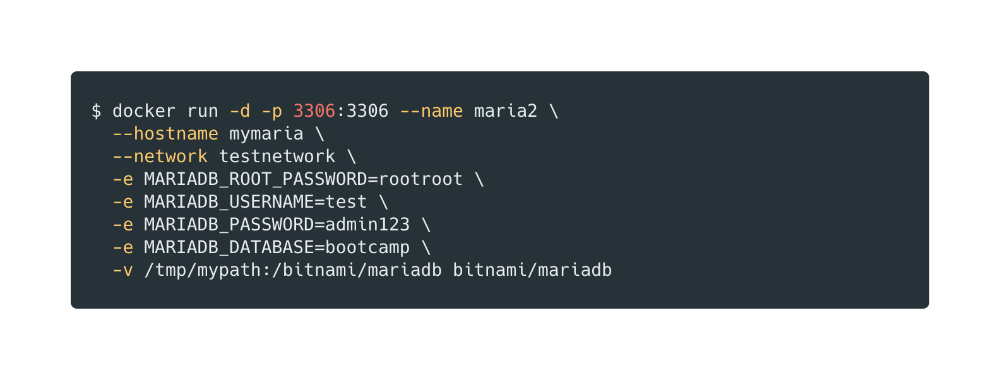 $ docker run -d -p 3306:3306 --name maria2 \
  --hostname mymaria \
  --network testnetwork \
  -e MARIADB_ROOT_PASSWORD=rootroot \
  -e MARIADB_USERNAME=test \
  -e MARIADB_PASSWORD=admin123 \
  -e MARIADB_DATABASE=bootcamp \
  -v /tmp/mypath:/bitnami/mariadb bitnami/mariadb